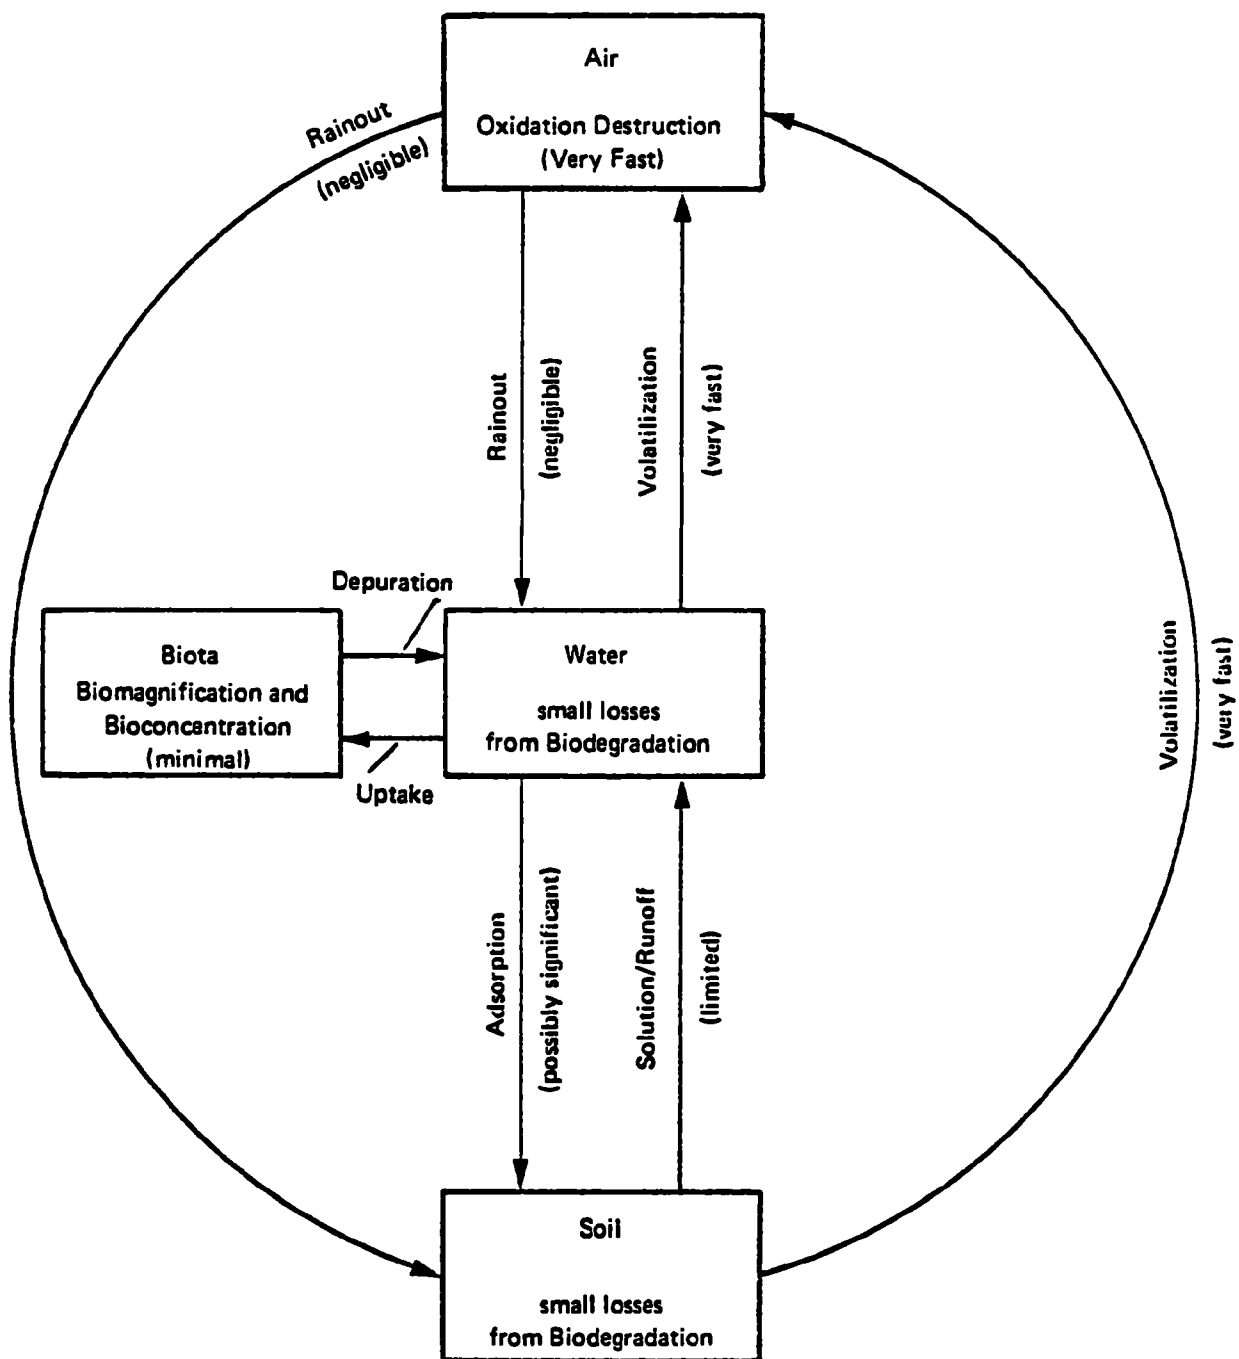 Air
Oxidation Destruction
(Very Fast)
Rainout
(negligible)
Rainout
(negligible)
Volatilization
(very fast)
Volatilization
(very fast)
Depuration
Biota
Biomagnification and
Bioconcentration
(minimal)
Uptake
Water
small losses
from Biodegradation
Adsorption
(possibly significant)
Solution/Runoff
(limited)
Soil
small losses
from Biodegradation